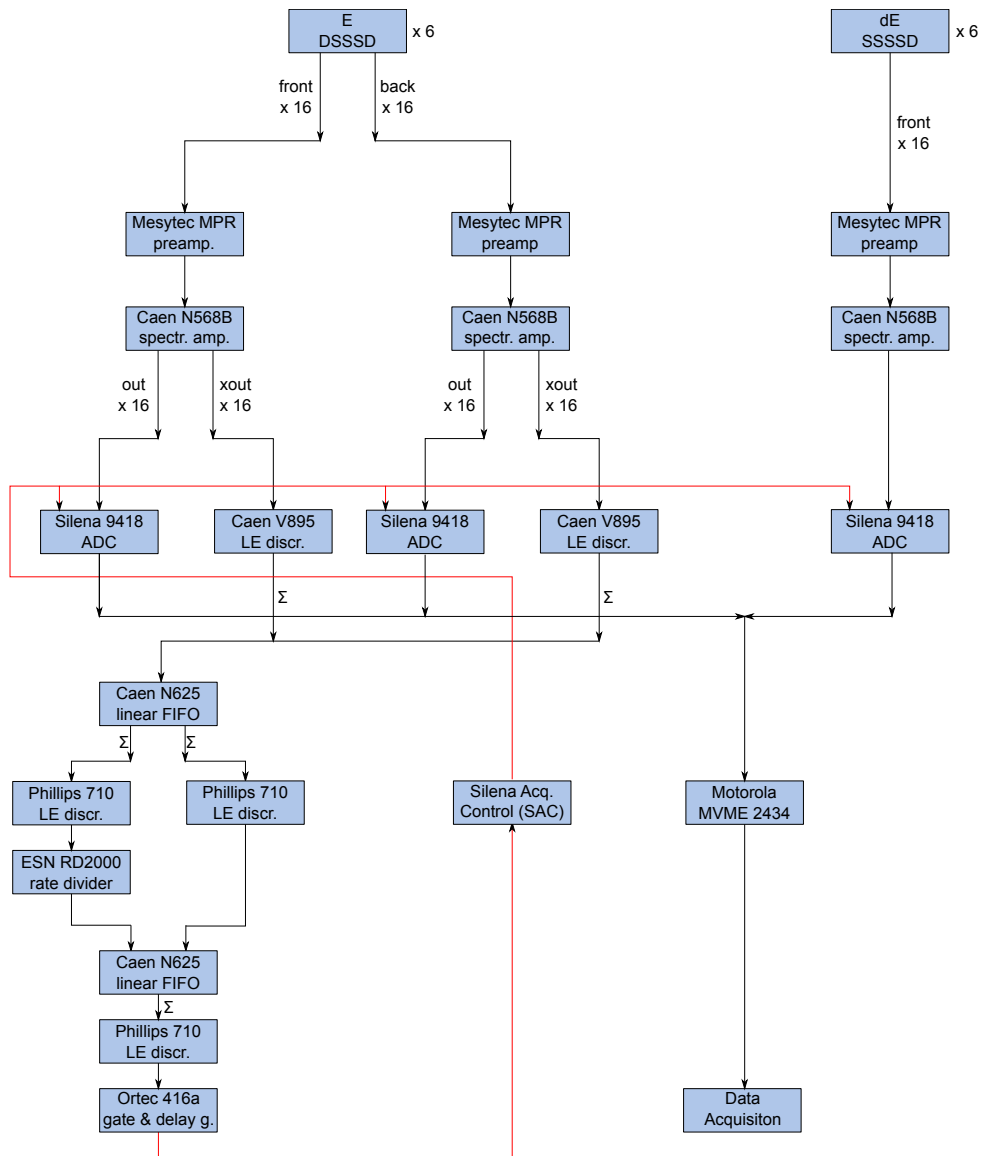 E
DSSSD
x 6
dE
SSSSD
x 6
front
x 16
back
x 16
front
x 16
Mesytec MPR
preamp.
Mesytec MPR
preamp
Mesytec MPR
preamp
Caen N568B
spectr. amp.
Caen N568B
spectr. amp.
Caen N568B
spectr. amp.
out
x 16
xout
x 16
out
x 16
xout
x 16
Silena 9418
ADC
Caen V895
LE discr.
Silena 9418
ADC
Caen V895
LE discr.
Silena 9418
ADC
Σ
Σ
Caen N625
linear FIFO
Σ
Σ
Phillips 710
LE discr.
Phillips 710
LE discr.
Silena Acq.
Control (SAC)
Motorola
MVME 2434
ESN RD2000
rate divider
Caen N625
linear FIFO
Σ
Phillips 710
LE discr.
Ortec 416a
gate & delay g.
Data
Acquisiton